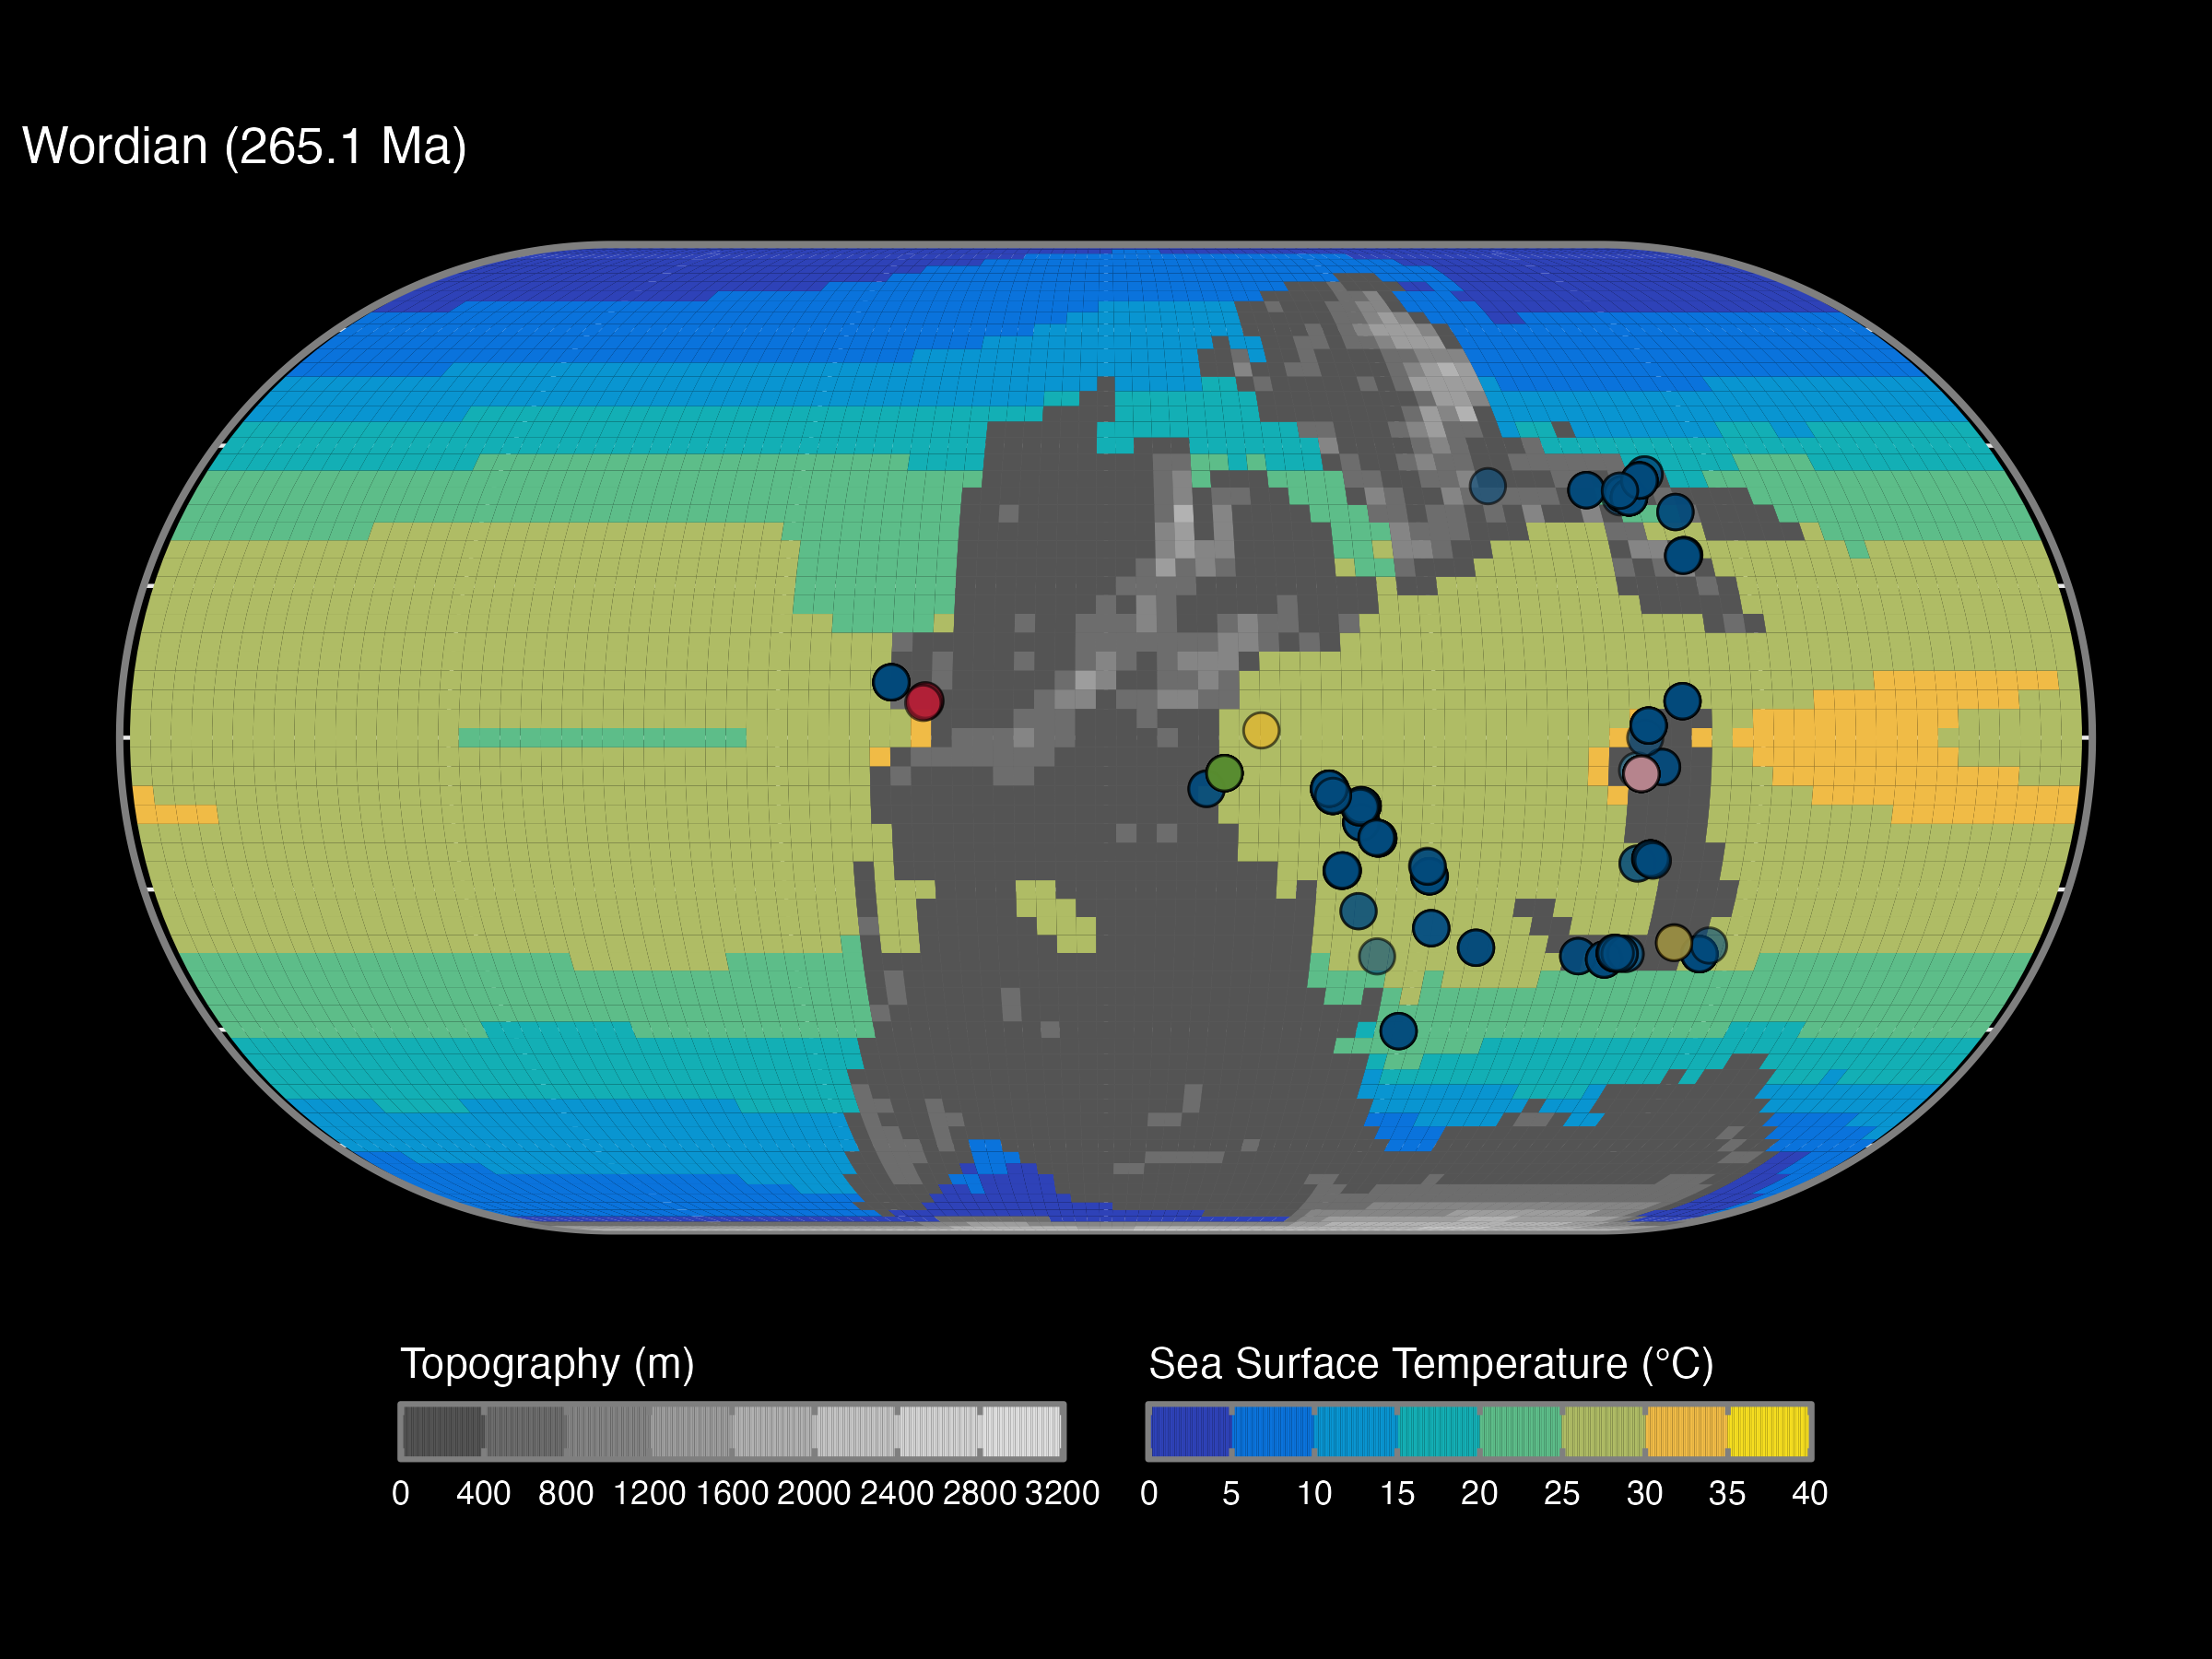 Wordian (265.1 Ma)
Topography (m)
0 400 800 1200 1600 2000 2400 2800 3200
Sea Surface Temperature (°C)
0 5 10 15 20 25 30 35 40